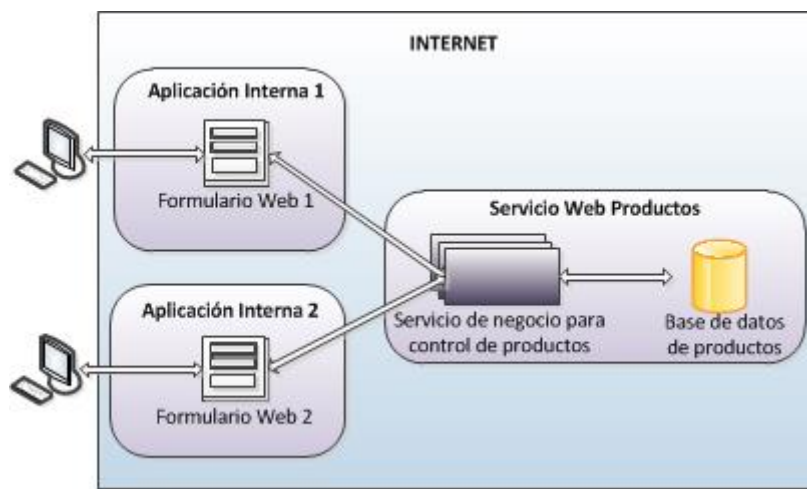 INTERNET
Aplicación Interna 1
Formulario Web 1
Servicio Web Productos
Servicio de negocio para
control de productos
Base de datos
de productos
Aplicación Interna 2
Formulario Web 2